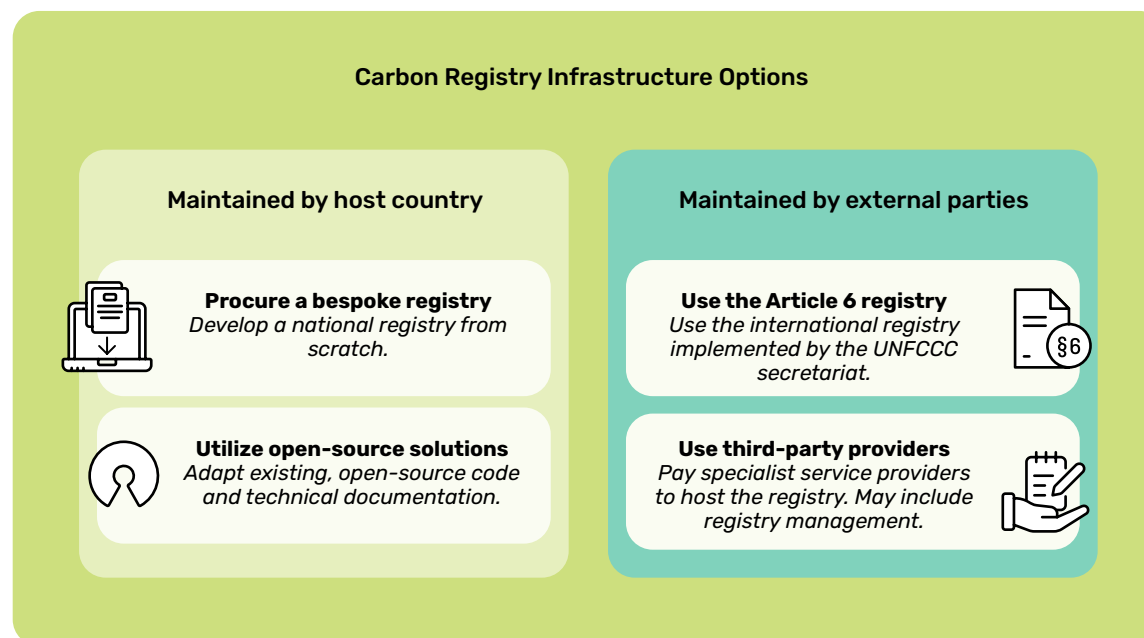 Carbon Registry Infrastructure Options
Maintained by host country
Procure a bespoke registry
Develop a national registry from
scratch.
Utilize open-source solutions
Adapt existing, open-source code
and technical documentation.
Maintained by external parties
Use the Article 6 registry
Use the international registry
implemented by the UNFCCC
secretariat.
§6
Use third-party providers
Pay specialist service providers
to host the registry. May include
registry management.